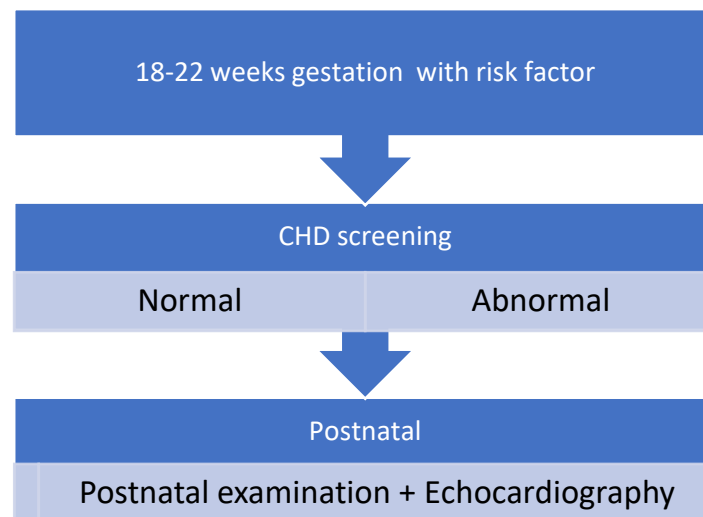 18-22 weeks gestation with risk factor
CHD screening
Normal
Abnormal
Postnatal
Postnatal examination + Echocardiography